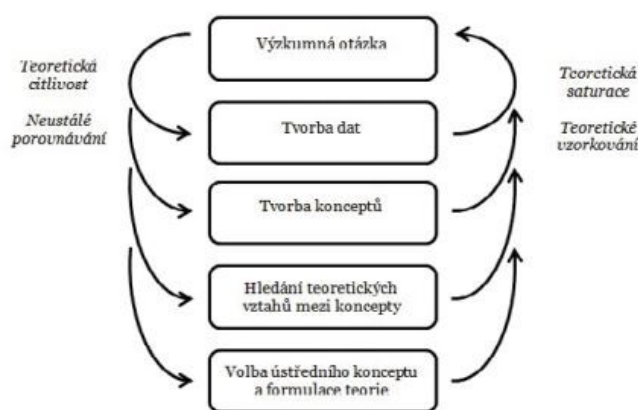 Výzkumná otázka
Teoretická
citlivost
Neustálé
porovnávání
Teoretická
saturace
Teoretické
vzorkování
Tvorba dat
Tvorba konceptů
Hledání teoretických
vztahů mezi koncepty
Volba ústředního konceptu
a formulace teorie